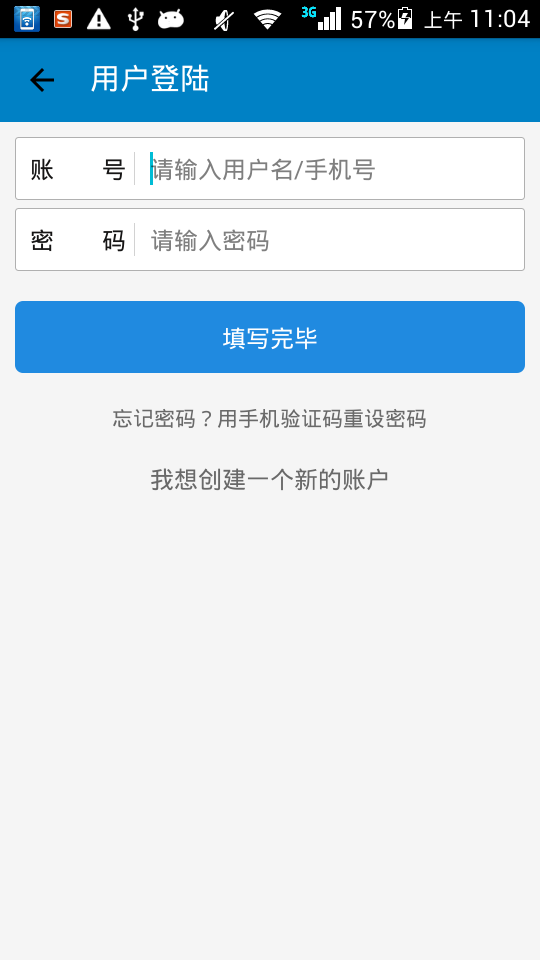 3G 57% 上午 11:04
用户登陆
账 号 请输入用户名/手机号
密 码 请输入密码
填写完毕
忘记密码？用手机验证码重设密码
我想创建一个新的账户